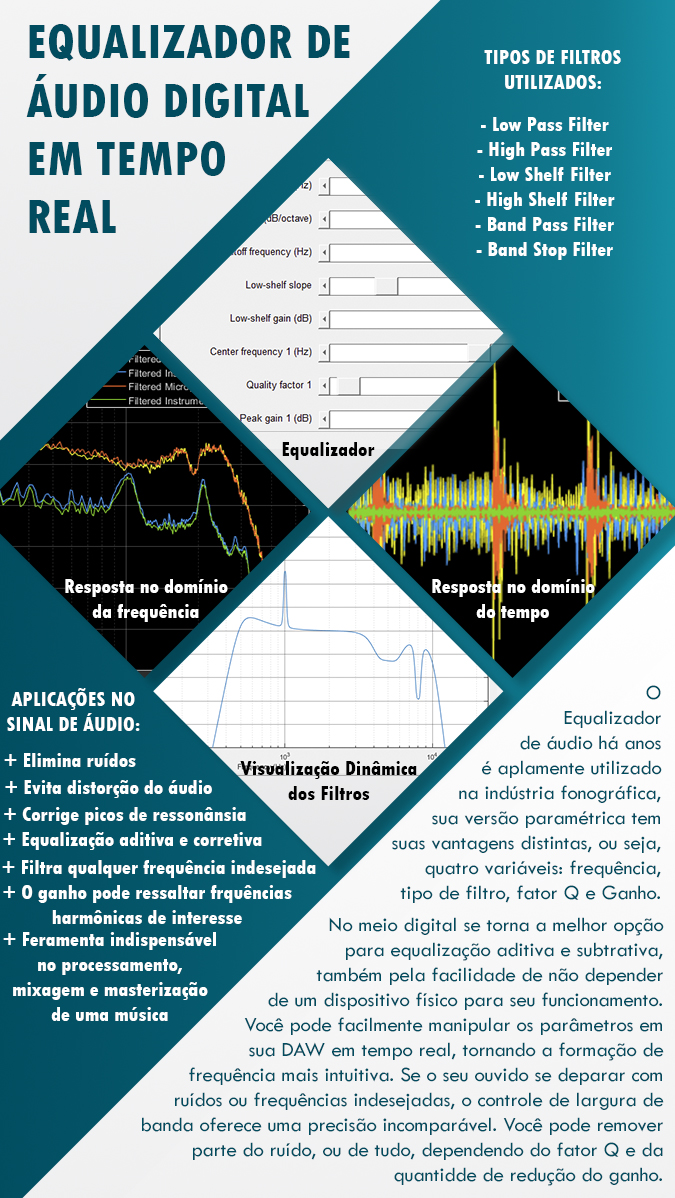 EQUALIZADOR DE
ÁUDIO DIGITAL
EM TEMPO
REAL
TIPOS DE FILTROS
UTILIZADOS:
- Low Pass Filter
- High Pass Filter
- Low Shelf Filter
- High Shelf Filter
- Band Pass Filter
- Band Stop Filter
dB/octave)
off frequency (Hz)
Low-shelf slope
Low-shelf gain (dB)
Center frequency 1 (Hz)
Quality factor 1
Peak gain 1 (dB)
Equalizador
Filtered
Filtered Ins
Filtered Micro
Filtered Instrume
Resposta no domínio
da frequência
Resposta no domínio
do tempo
10³
10⁴
Visualização Dinâmica
dos Filtros
APLICAÇÕES NO
SINAL DE ÁUDIO:
+ Elimina ruídos
+ Evita distorção do áudio
+ Corrige picos de ressonânsia
+ Equalização aditiva e corretiva
+ Filtra qualquer frequência indesejada
+ O ganho pode ressaltar frquências
harmônicas de interesse
+ Feramenta indispensável
no processamento,
mixagem e masterização
de uma música
O
Equalizador
de áudio há anos
é aplamente utilizado
na indústria fonográfica,
sua versão paramétrica tem
suas vantagens distintas, ou seja,
quatro variáveis: frequência,
tipo de filtro, fator Q e Ganho.
No meio digital se torna a melhor opção
para equalização aditiva e subtrativa,
também pela facilidade de não depender
de um dispositivo físico para seu funcionamento.
Você pode facilmente manipular os parâmetros em
sua DAW em tempo real, tornando a formação de
frequência mais intuitiva. Se o seu ouvido se deparar com
ruídos ou frequências indesejadas, o controle de largura de
banda oferece uma precisão incomparável. Você pode remover
parte do ruído, ou de tudo, dependendo do fator Q e da
quantidde de redução do ganho.